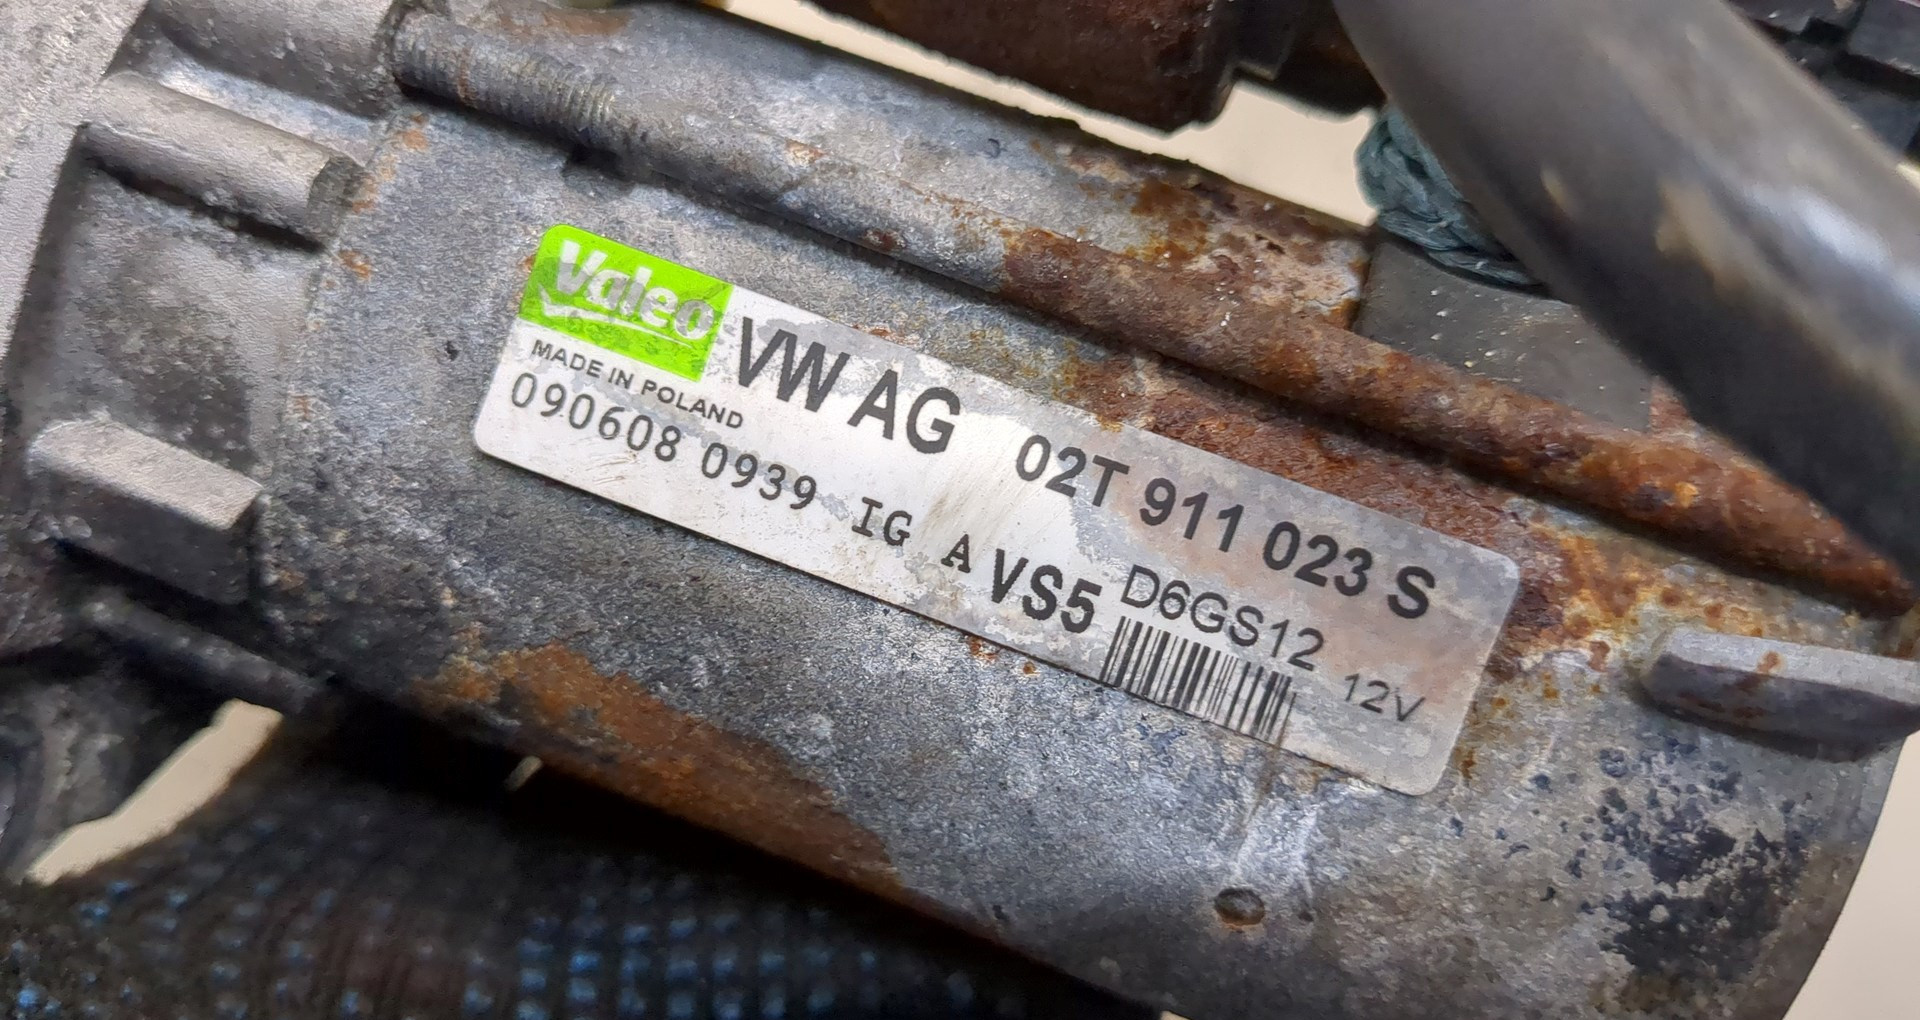 Valeo
VW AG 02T 911 023 S
MADE IN POLAND
090608 0939 IG A VS5 D6GS12
12V